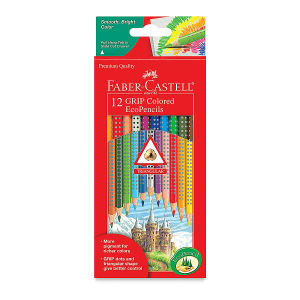 Smooth, Bright
Color
Premium Quality
FABER-CASTELL
12 GRIP Colored
EcoPencils
TRIANGULAR
• More
pigment for
richer colors
• GRIP dots and
triangular shape
give better control